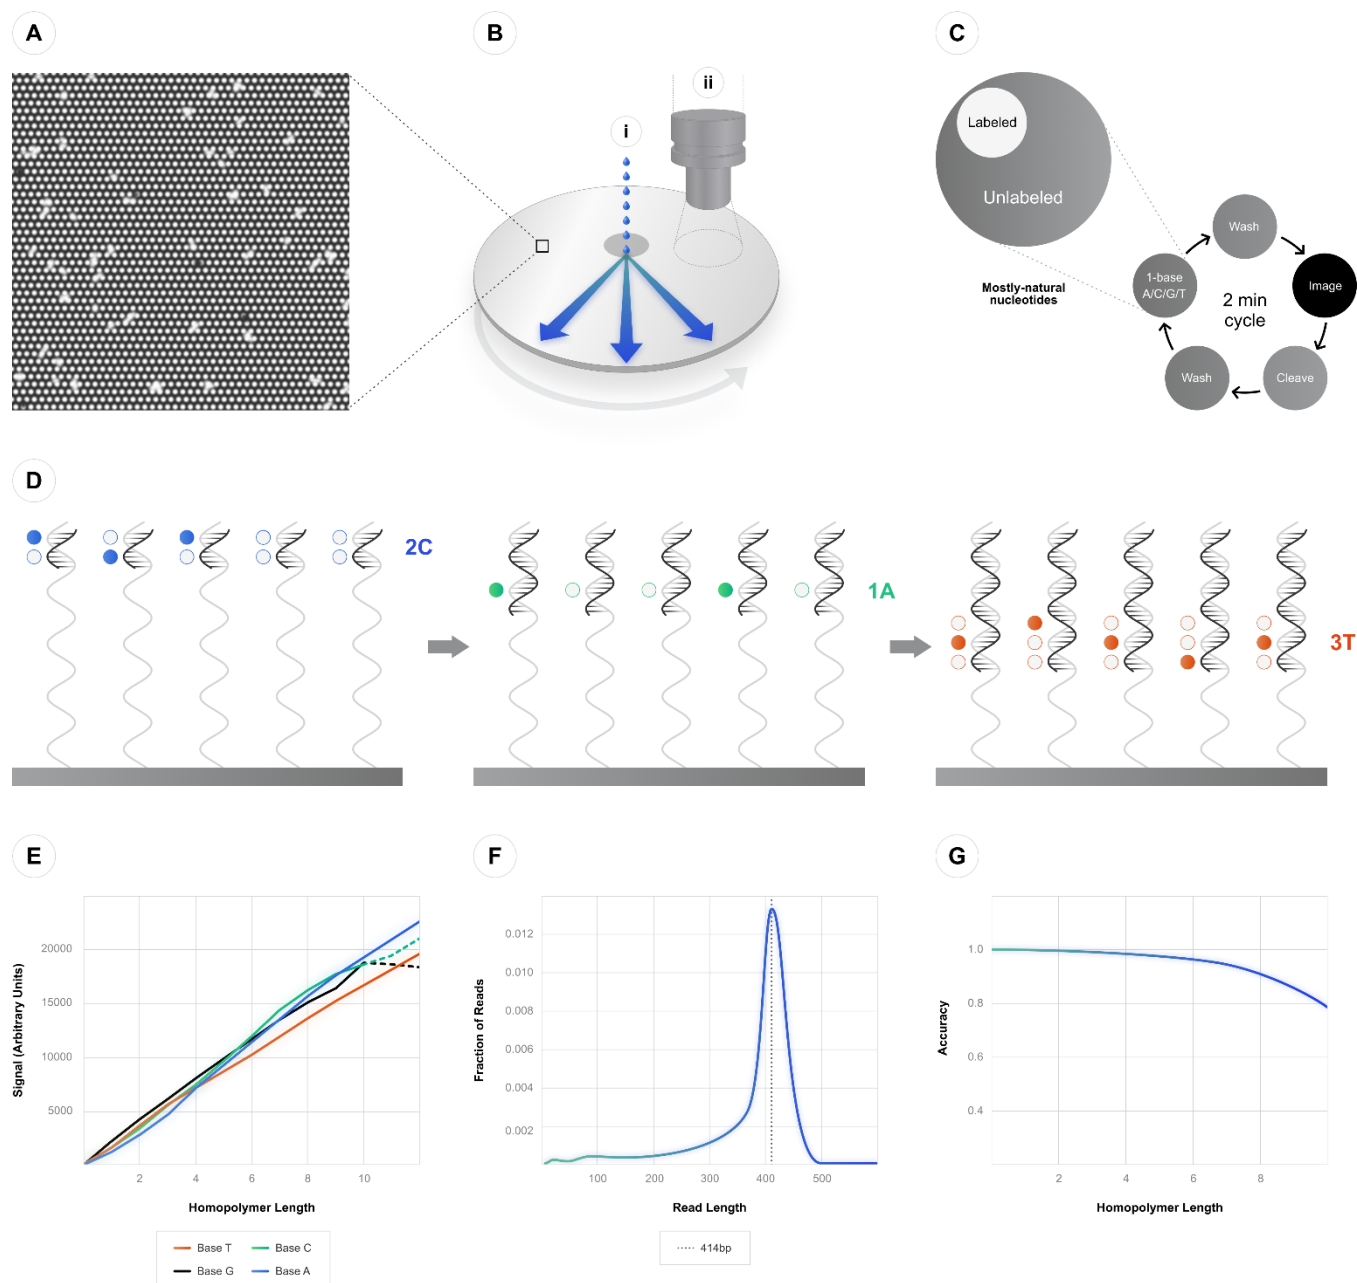 A
B
C
i
ii
Labeled
Unlabeled
Mostly-natural
nucleotides
Wash
1-base
A/C/G/T
Image
2 min
cycle
Wash
Cleave
D
2C
1A
3T
E
F
G
Signal (Arbitrary Units)
20000
15000
10000
5000
2
4
6
8
10
Homopolymer Length
Base T
Base C
Base G
Base A
Fraction of Reads
0.012
0.010
0.008
0.006
0.004
0.002
100
200
300
400
500
Read Length
414bp
Accuracy
1.0
0.8
0.6
0.4
2
4
6
8
Homopolymer Length